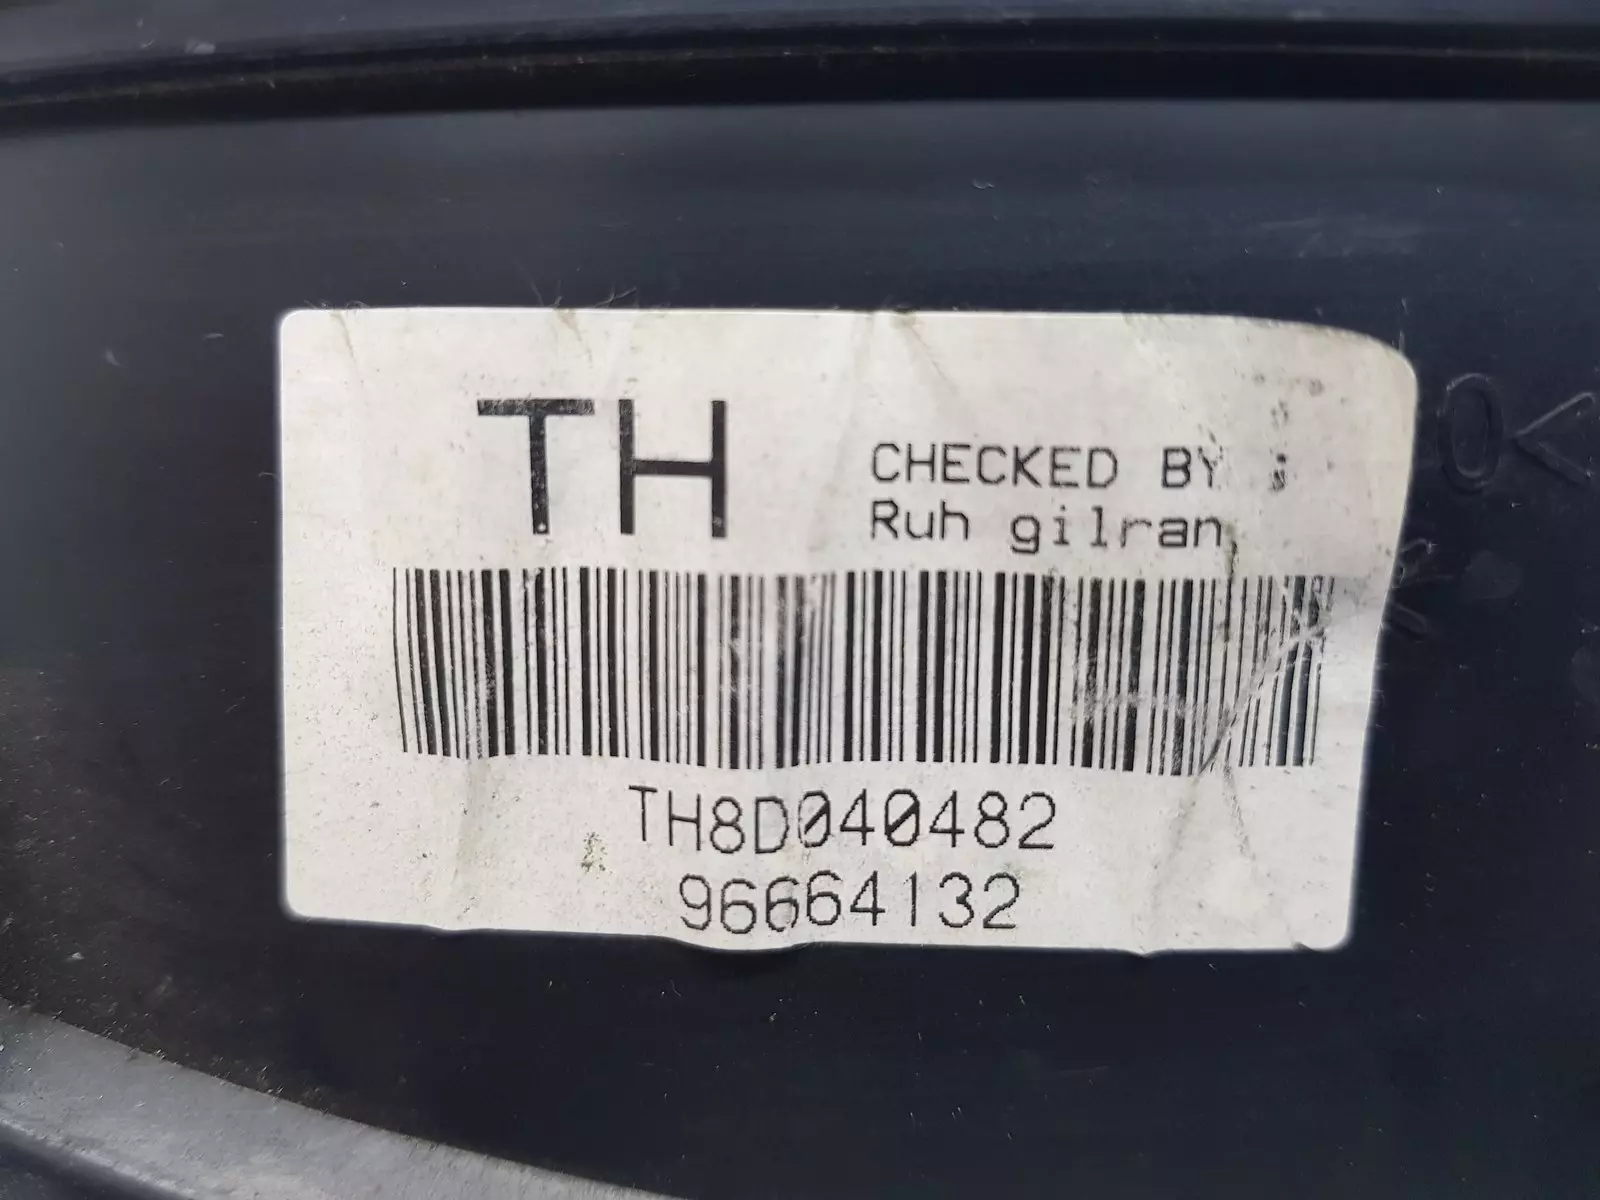 TH
CHECKED BY :
Ruh gilran
TH8D040482
96664132